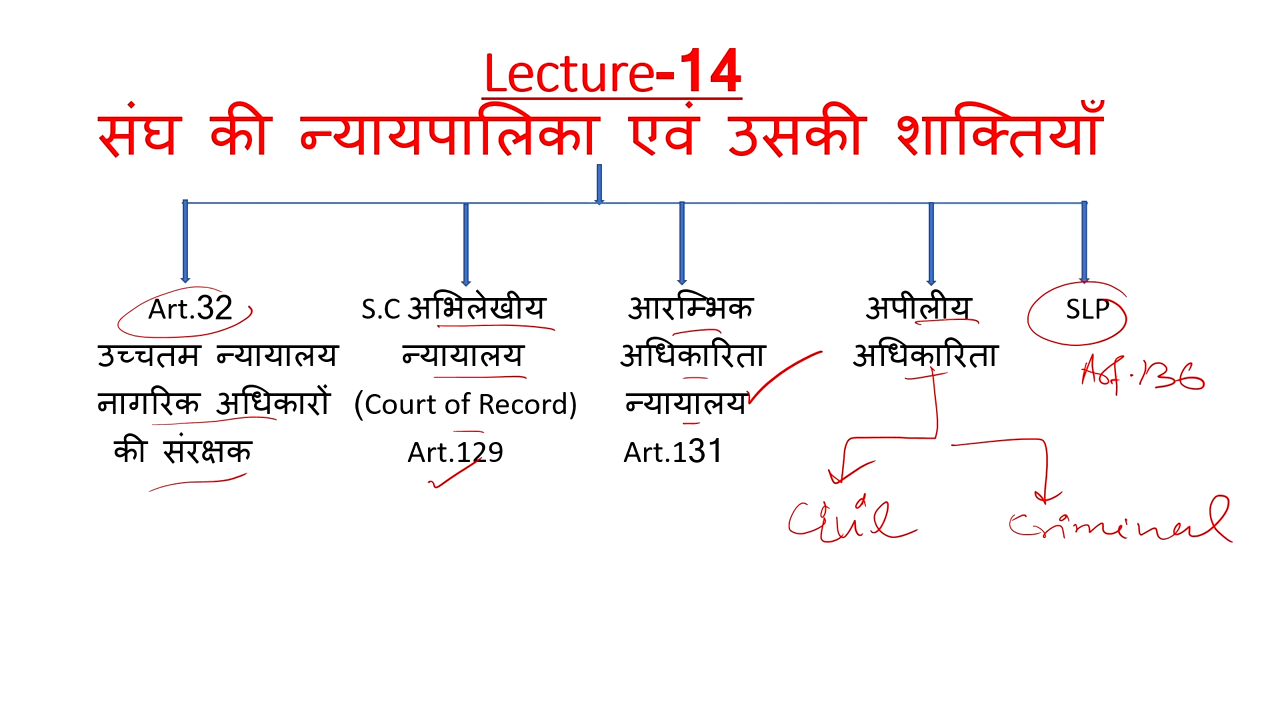 Lecture-14
संघ की न्यायपालिका एवं उसकी शाक्तियाँ
Art.32
उच्चतम न्यायालय
नागरिक अधिकारों
की संरक्षक
S.C अभिलेखीय
न्यायालय
(Court of Record)
Art.129
आरम्भिक
अधिकारिता
न्यायालय
Art.131
अपीलीय
अधिकारिता
Civil
Criminal
SLP
Art.136